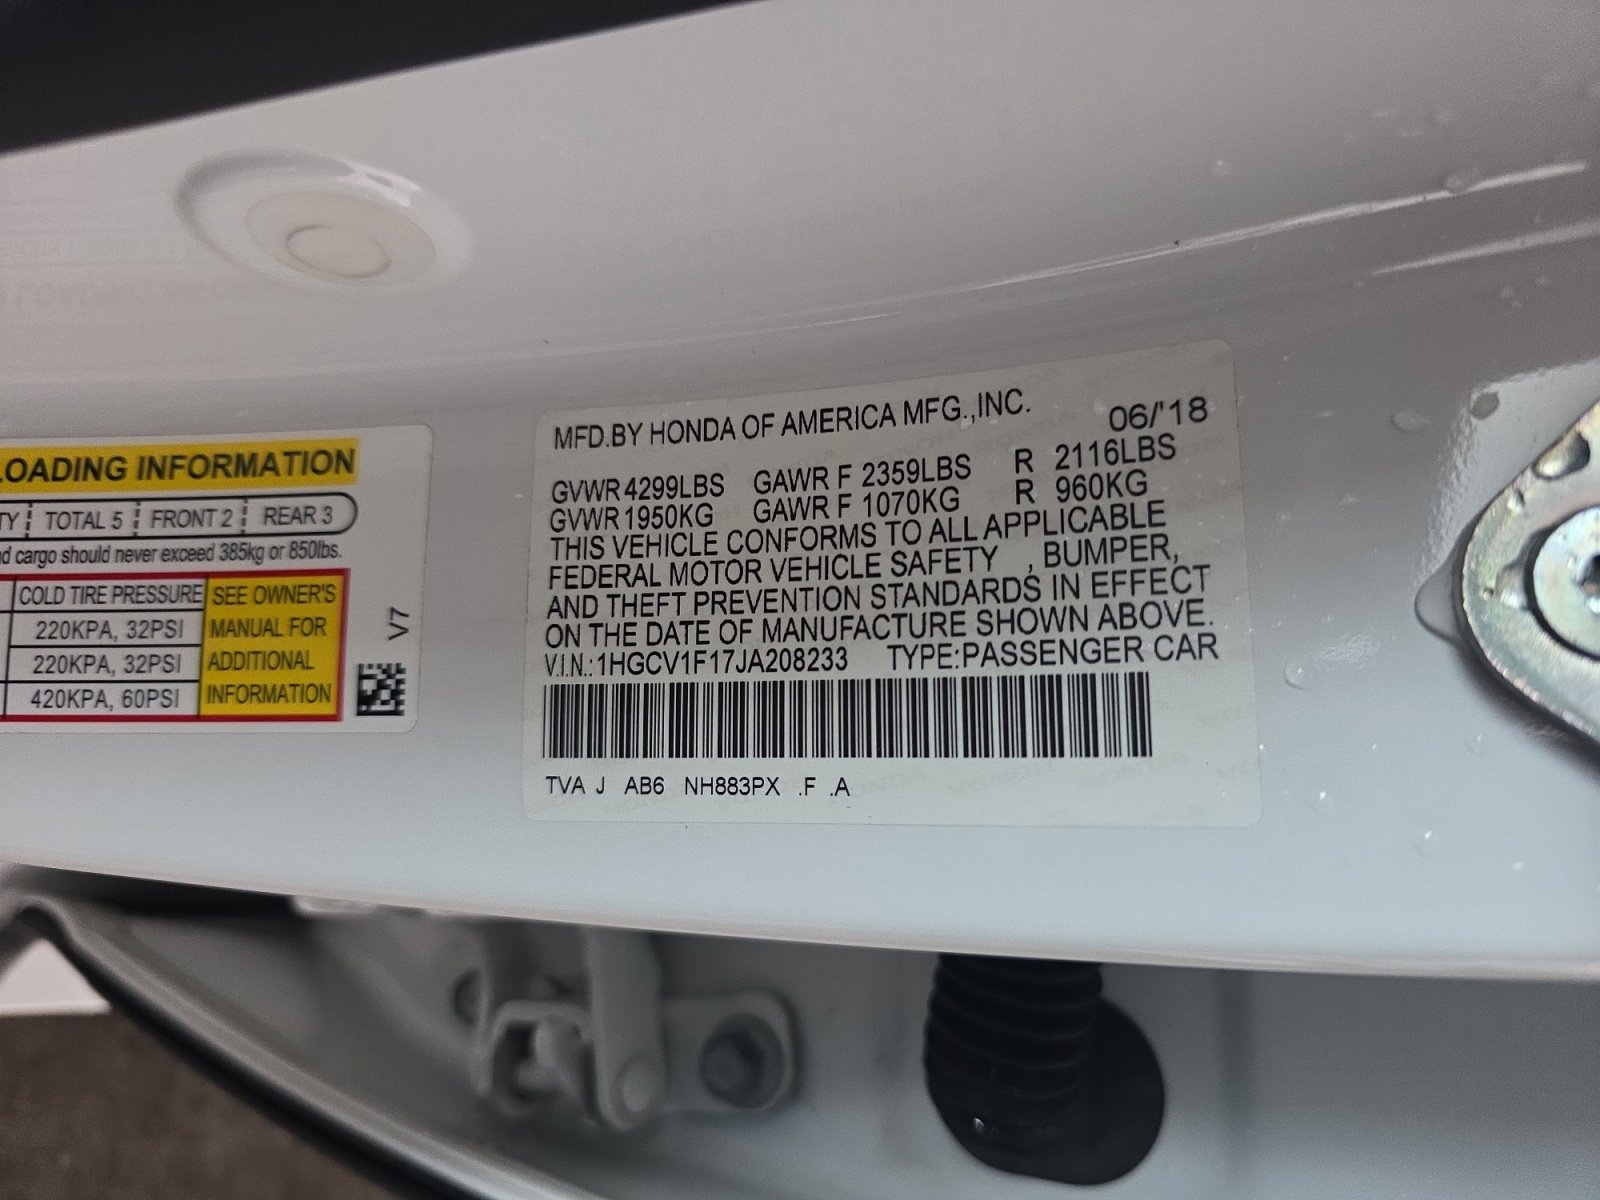 LOADING INFORMATION
TOTAL 5 FRONT 2 REAR 3
cargo should never exceed 385kg or 850lbs.
COLD TIRE PRESSURE
220KPA, 32PSI
220KPA, 32PSI
420KPA, 60PSI
SEE OWNER'S
MANUAL FOR
ADDITIONAL
INFORMATION
V7
MFD.BY HONDA OF AMERICA MFG.,INC. 06/'18
GVWR 4299LBS GAWR F 2359LBS R 2116LBS
GVWR 1950KG GAWR F 1070KG R 960KG
THIS VEHICLE CONFORMS TO ALL APPLICABLE
FEDERAL MOTOR VEHICLE SAFETY , BUMPER,
AND THEFT PREVENTION STANDARDS IN EFFECT
ON THE DATE OF MANUFACTURE SHOWN ABOVE.
V.I.N.:1HGCV1F17JA208233 TYPE:PASSENGER CAR
TVA J AB6 NH883PX .F .A